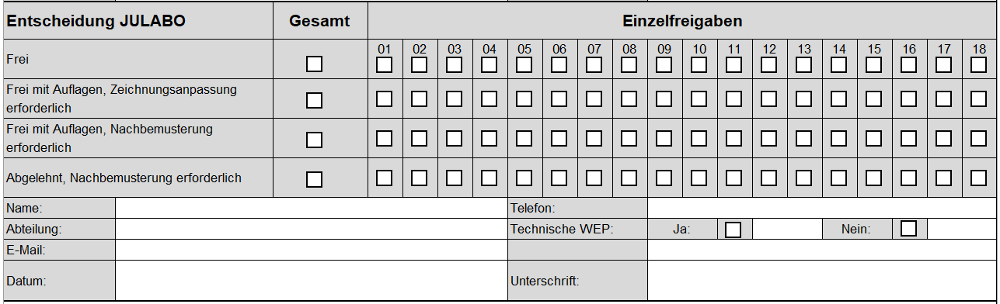 Entscheidung JULABO Gesamt Einzelfreigaben
Frei 01 02 03 04 05 06 07 08 09 10 11 12 13 14 15 16 17 18
Frei mit Auflagen, Zeichnungsanpassung
erforderlich
Frei mit Auflagen, Nachbemusterung
erforderlich
Abgelehnt, Nachbemusterung erforderlich
Name: Telefon:
Abteilung: Technische WEP: Ja: Nein:
E-Mail:
Datum: Unterschrift: